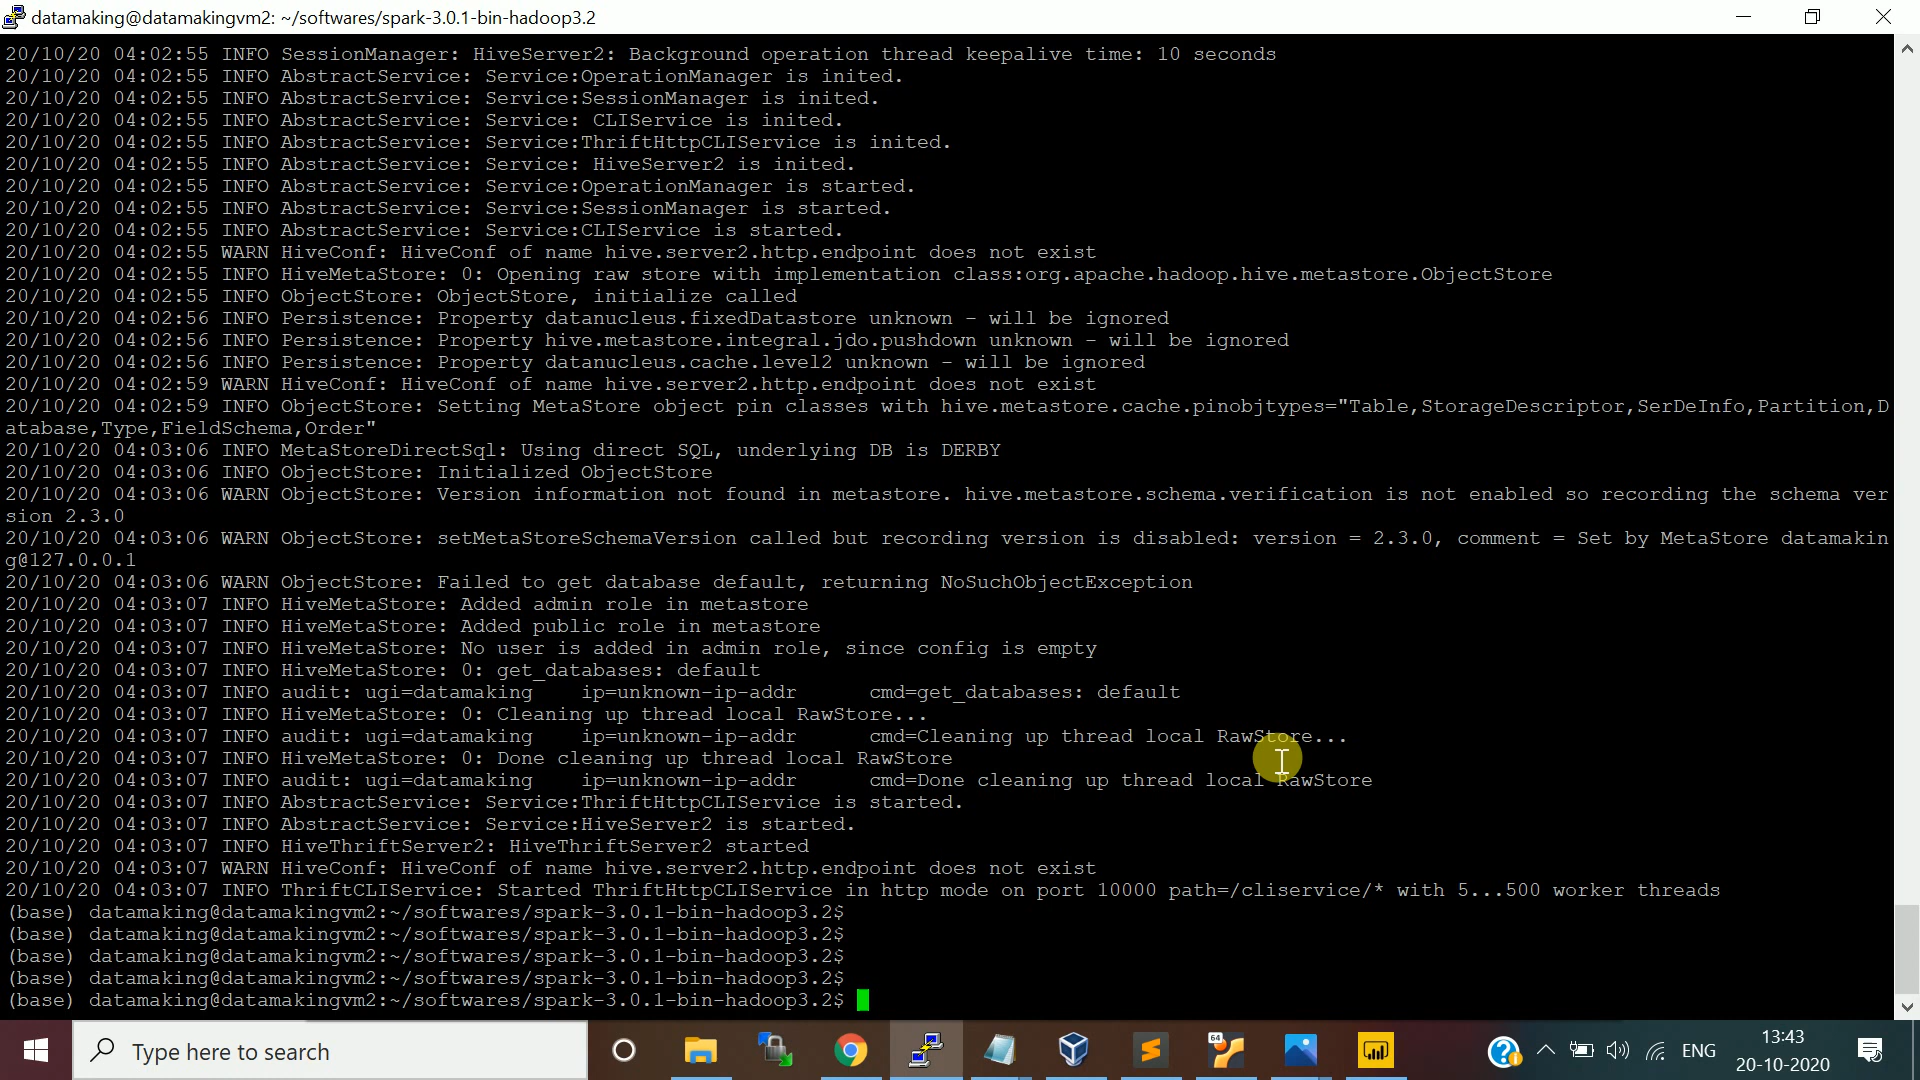 datamaking@datamakingvm2: ~/softwares/spark-3.0.1-bin-hadoop3.2
20/10/20 04:02:55 INFO SessionManager: HiveServer2: Background operation thread keepalive time: 10 seconds
20/10/20 04:02:55 INFO AbstractService: Service:OperationManager is inited.
20/10/20 04:02:55 INFO AbstractService: Service:SessionManager is inited.
20/10/20 04:02:55 INFO AbstractService: Service: CLIService is inited.
20/10/20 04:02:55 INFO AbstractService: Service:ThriftHttpCLIService is inited.
20/10/20 04:02:55 INFO AbstractService: Service: HiveServer2 is inited.
20/10/20 04:02:55 INFO AbstractService: Service:OperationManager is started.
20/10/20 04:02:55 INFO AbstractService: Service:SessionManager is started.
20/10/20 04:02:55 INFO AbstractService: Service:CLIService is started.
20/10/20 04:02:55 WARN HiveConf: HiveConf of name hive.server2.http.endpoint does not exist
20/10/20 04:02:55 INFO HiveMetaStore: 0: Opening raw store with implementation class:org.apache.hadoop.hive.metastore.ObjectStore
20/10/20 04:02:55 INFO ObjectStore: ObjectStore, initialize called
20/10/20 04:02:56 INFO Persistence: Property datanucleus.fixedDatastore unknown - will be ignored
20/10/20 04:02:56 INFO Persistence: Property hive.metastore.integral.jdo.pushdown unknown - will be ignored
20/10/20 04:02:56 INFO Persistence: Property datanucleus.cache.level2 unknown - will be ignored
20/10/20 04:02:59 WARN HiveConf: HiveConf of name hive.server2.http.endpoint does not exist
20/10/20 04:02:59 INFO ObjectStore: Setting MetaStore object pin classes with hive.metastore.cache.pinobjtypes="Table,StorageDescriptor,SerDeInfo,Partition,D
atabase,Type,FieldSchema,Order"
20/10/20 04:03:06 INFO MetaStoreDirectSql: Using direct SQL, underlying DB is DERBY
20/10/20 04:03:06 INFO ObjectStore: Initialized ObjectStore
20/10/20 04:03:06 WARN ObjectStore: Version information not found in metastore. hive.metastore.schema.verification is not enabled so recording the schema ver
sion 2.3.0
20/10/20 04:03:06 WARN ObjectStore: setMetaStoreSchemaVersion called but recording version is disabled: version = 2.3.0, comment = Set by MetaStore datamakin
g@127.0.0.1
20/10/20 04:03:06 WARN ObjectStore: Failed to get database default, returning NoSuchObjectException
20/10/20 04:03:07 INFO HiveMetaStore: Added admin role in metastore
20/10/20 04:03:07 INFO HiveMetaStore: Added public role in metastore
20/10/20 04:03:07 INFO HiveMetaStore: No user is added in admin role, since config is empty
20/10/20 04:03:07 INFO HiveMetaStore: 0: get_databases: default
20/10/20 04:03:07 INFO audit: ugi=datamaking    ip=unknown-ip-addr      cmd=get_databases: default
20/10/20 04:03:07 INFO HiveMetaStore: 0: Cleaning up thread local RawStore...
20/10/20 04:03:07 INFO audit: ugi=datamaking    ip=unknown-ip-addr      cmd=Cleaning up thread local RawStore...
20/10/20 04:03:07 INFO HiveMetaStore: 0: Done cleaning up thread local RawStore
20/10/20 04:03:07 INFO audit: ugi=datamaking    ip=unknown-ip-addr      cmd=Done cleaning up thread local RawStore
20/10/20 04:03:07 INFO AbstractService: Service:ThriftHttpCLIService is started.
20/10/20 04:03:07 INFO AbstractService: Service:HiveServer2 is started.
20/10/20 04:03:07 INFO HiveThriftServer2: HiveThriftServer2 started
20/10/20 04:03:07 WARN HiveConf: HiveConf of name hive.server2.http.endpoint does not exist
20/10/20 04:03:07 INFO ThriftCLIService: Started ThriftHttpCLIService in http mode on port 10000 path=/cliservice/* with 5...500 worker threads
(base) datamaking@datamakingvm2:~/softwares/spark-3.0.1-bin-hadoop3.2$
(base) datamaking@datamakingvm2:~/softwares/spark-3.0.1-bin-hadoop3.2$
(base) datamaking@datamakingvm2:~/softwares/spark-3.0.1-bin-hadoop3.2$
(base) datamaking@datamakingvm2:~/softwares/spark-3.0.1-bin-hadoop3.2$
(base) datamaking@datamakingvm2:~/softwares/spark-3.0.1-bin-hadoop3.2$
Type here to search
64
ENG
13:43
20-10-2020